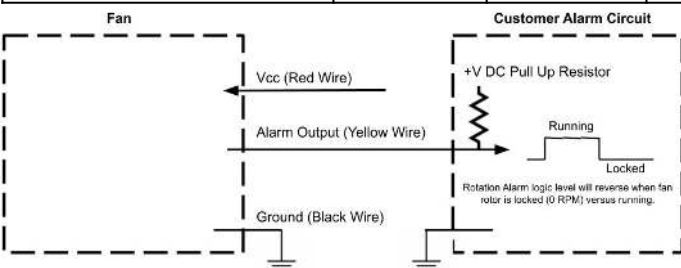 Fan
Customer Alarm Circuit
Vcc (Red Wire)
+V DC Pull Up Resistor
Alarm Output (Yellow Wire)
Running
Locked
Rotation Alarm logic level will reverse when fan
rotor is locked (0 RPM) versus running.
Ground (Black Wire)